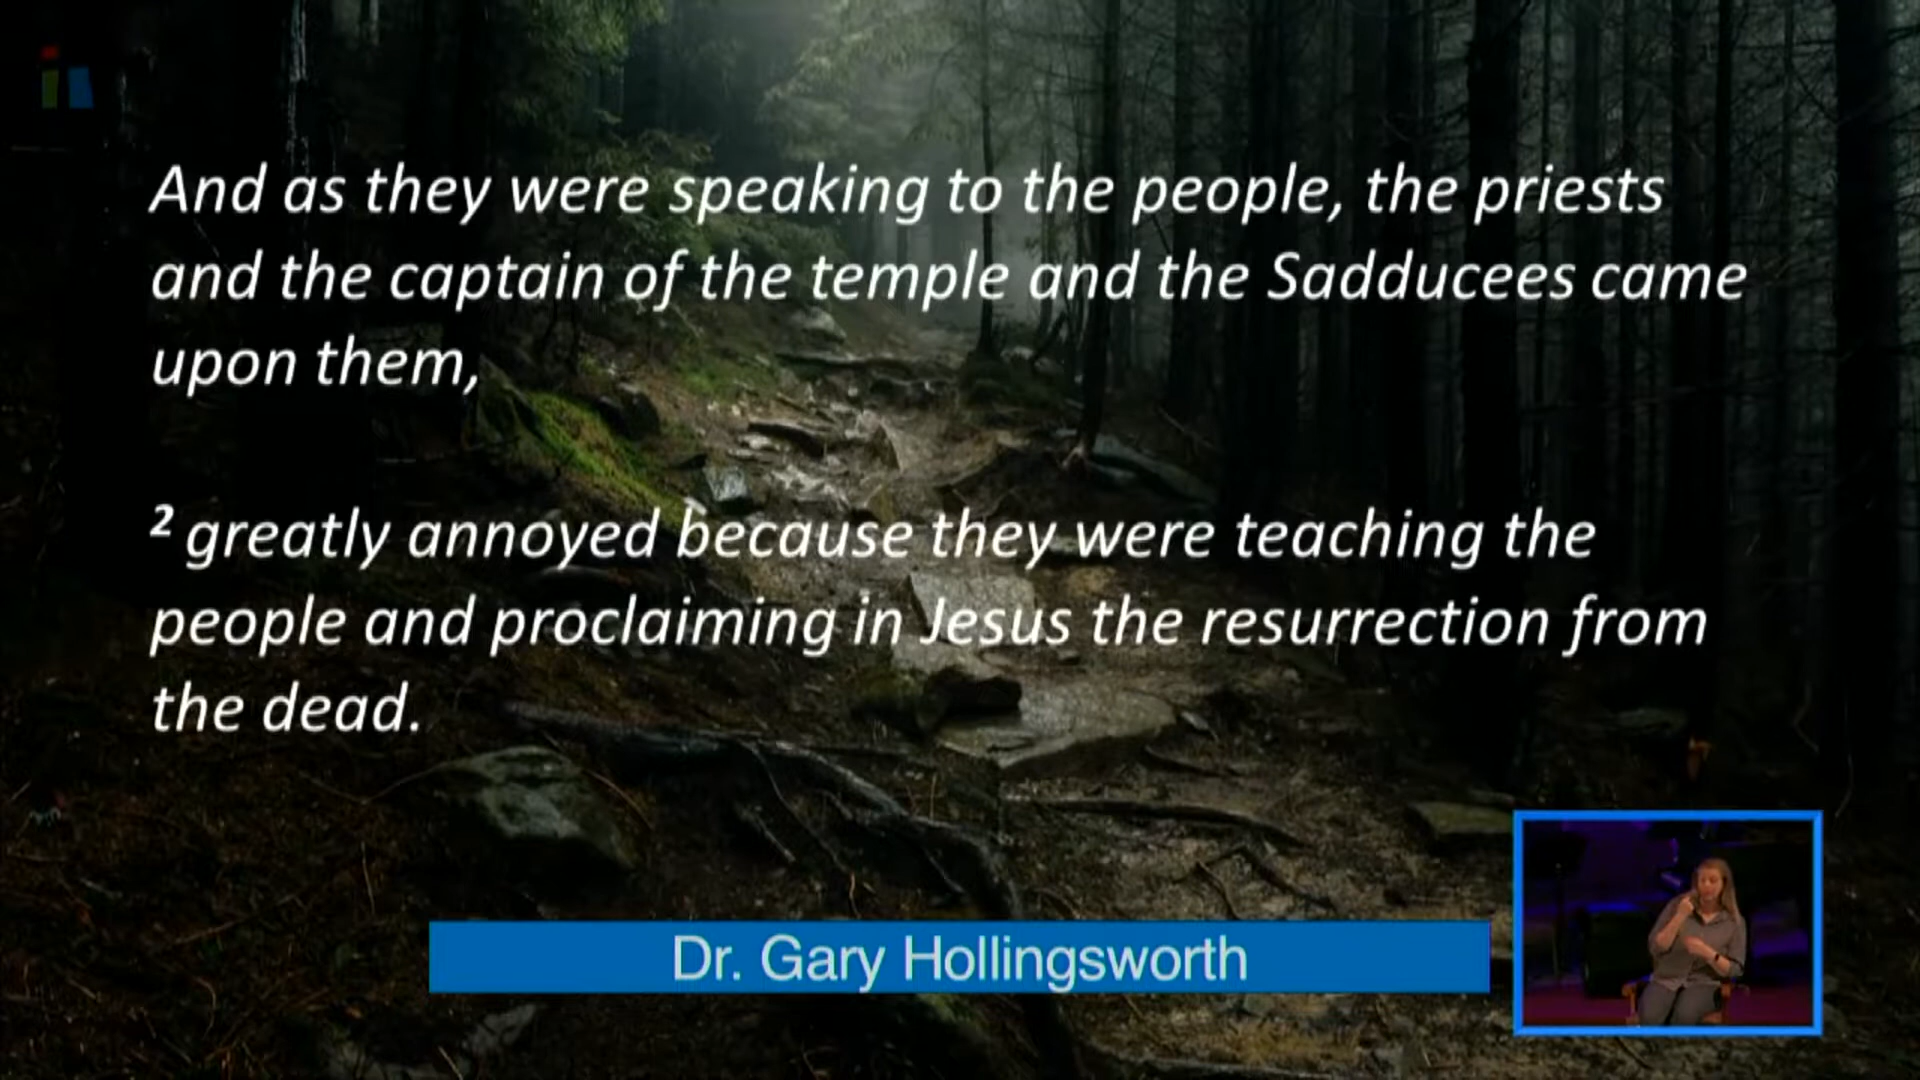 And as they were speaking to the people, the priests
and the captain of the temple and the Sadducees came
upon them,
² greatly annoyed because they were teaching the
people and proclaiming in Jesus the resurrection from
the dead.
Dr. Gary Hollingsworth